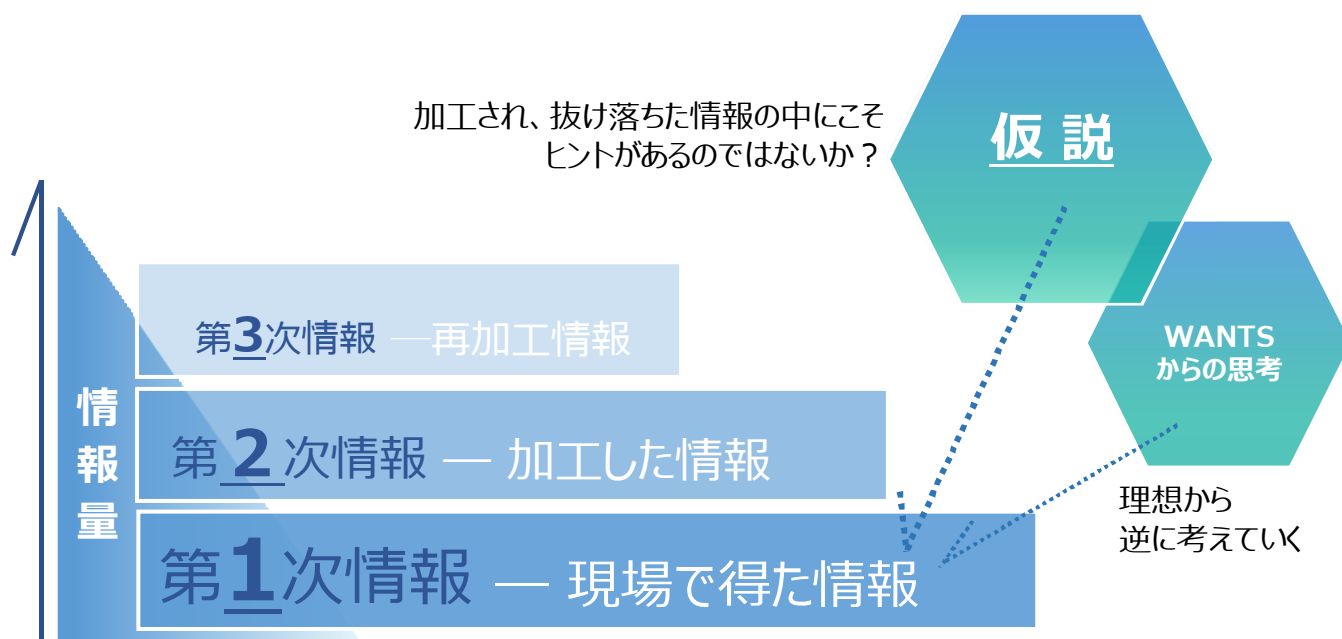 加工され、抜け落ちた情報の中にこそ
ヒントがあるのではないか？
仮 説
WANTS
からの思考
理想から
逆に考えていく
情報量
第3次情報 ―再加工情報
第2次情報 ― 加工した情報
第1次情報 ― 現場で得た情報